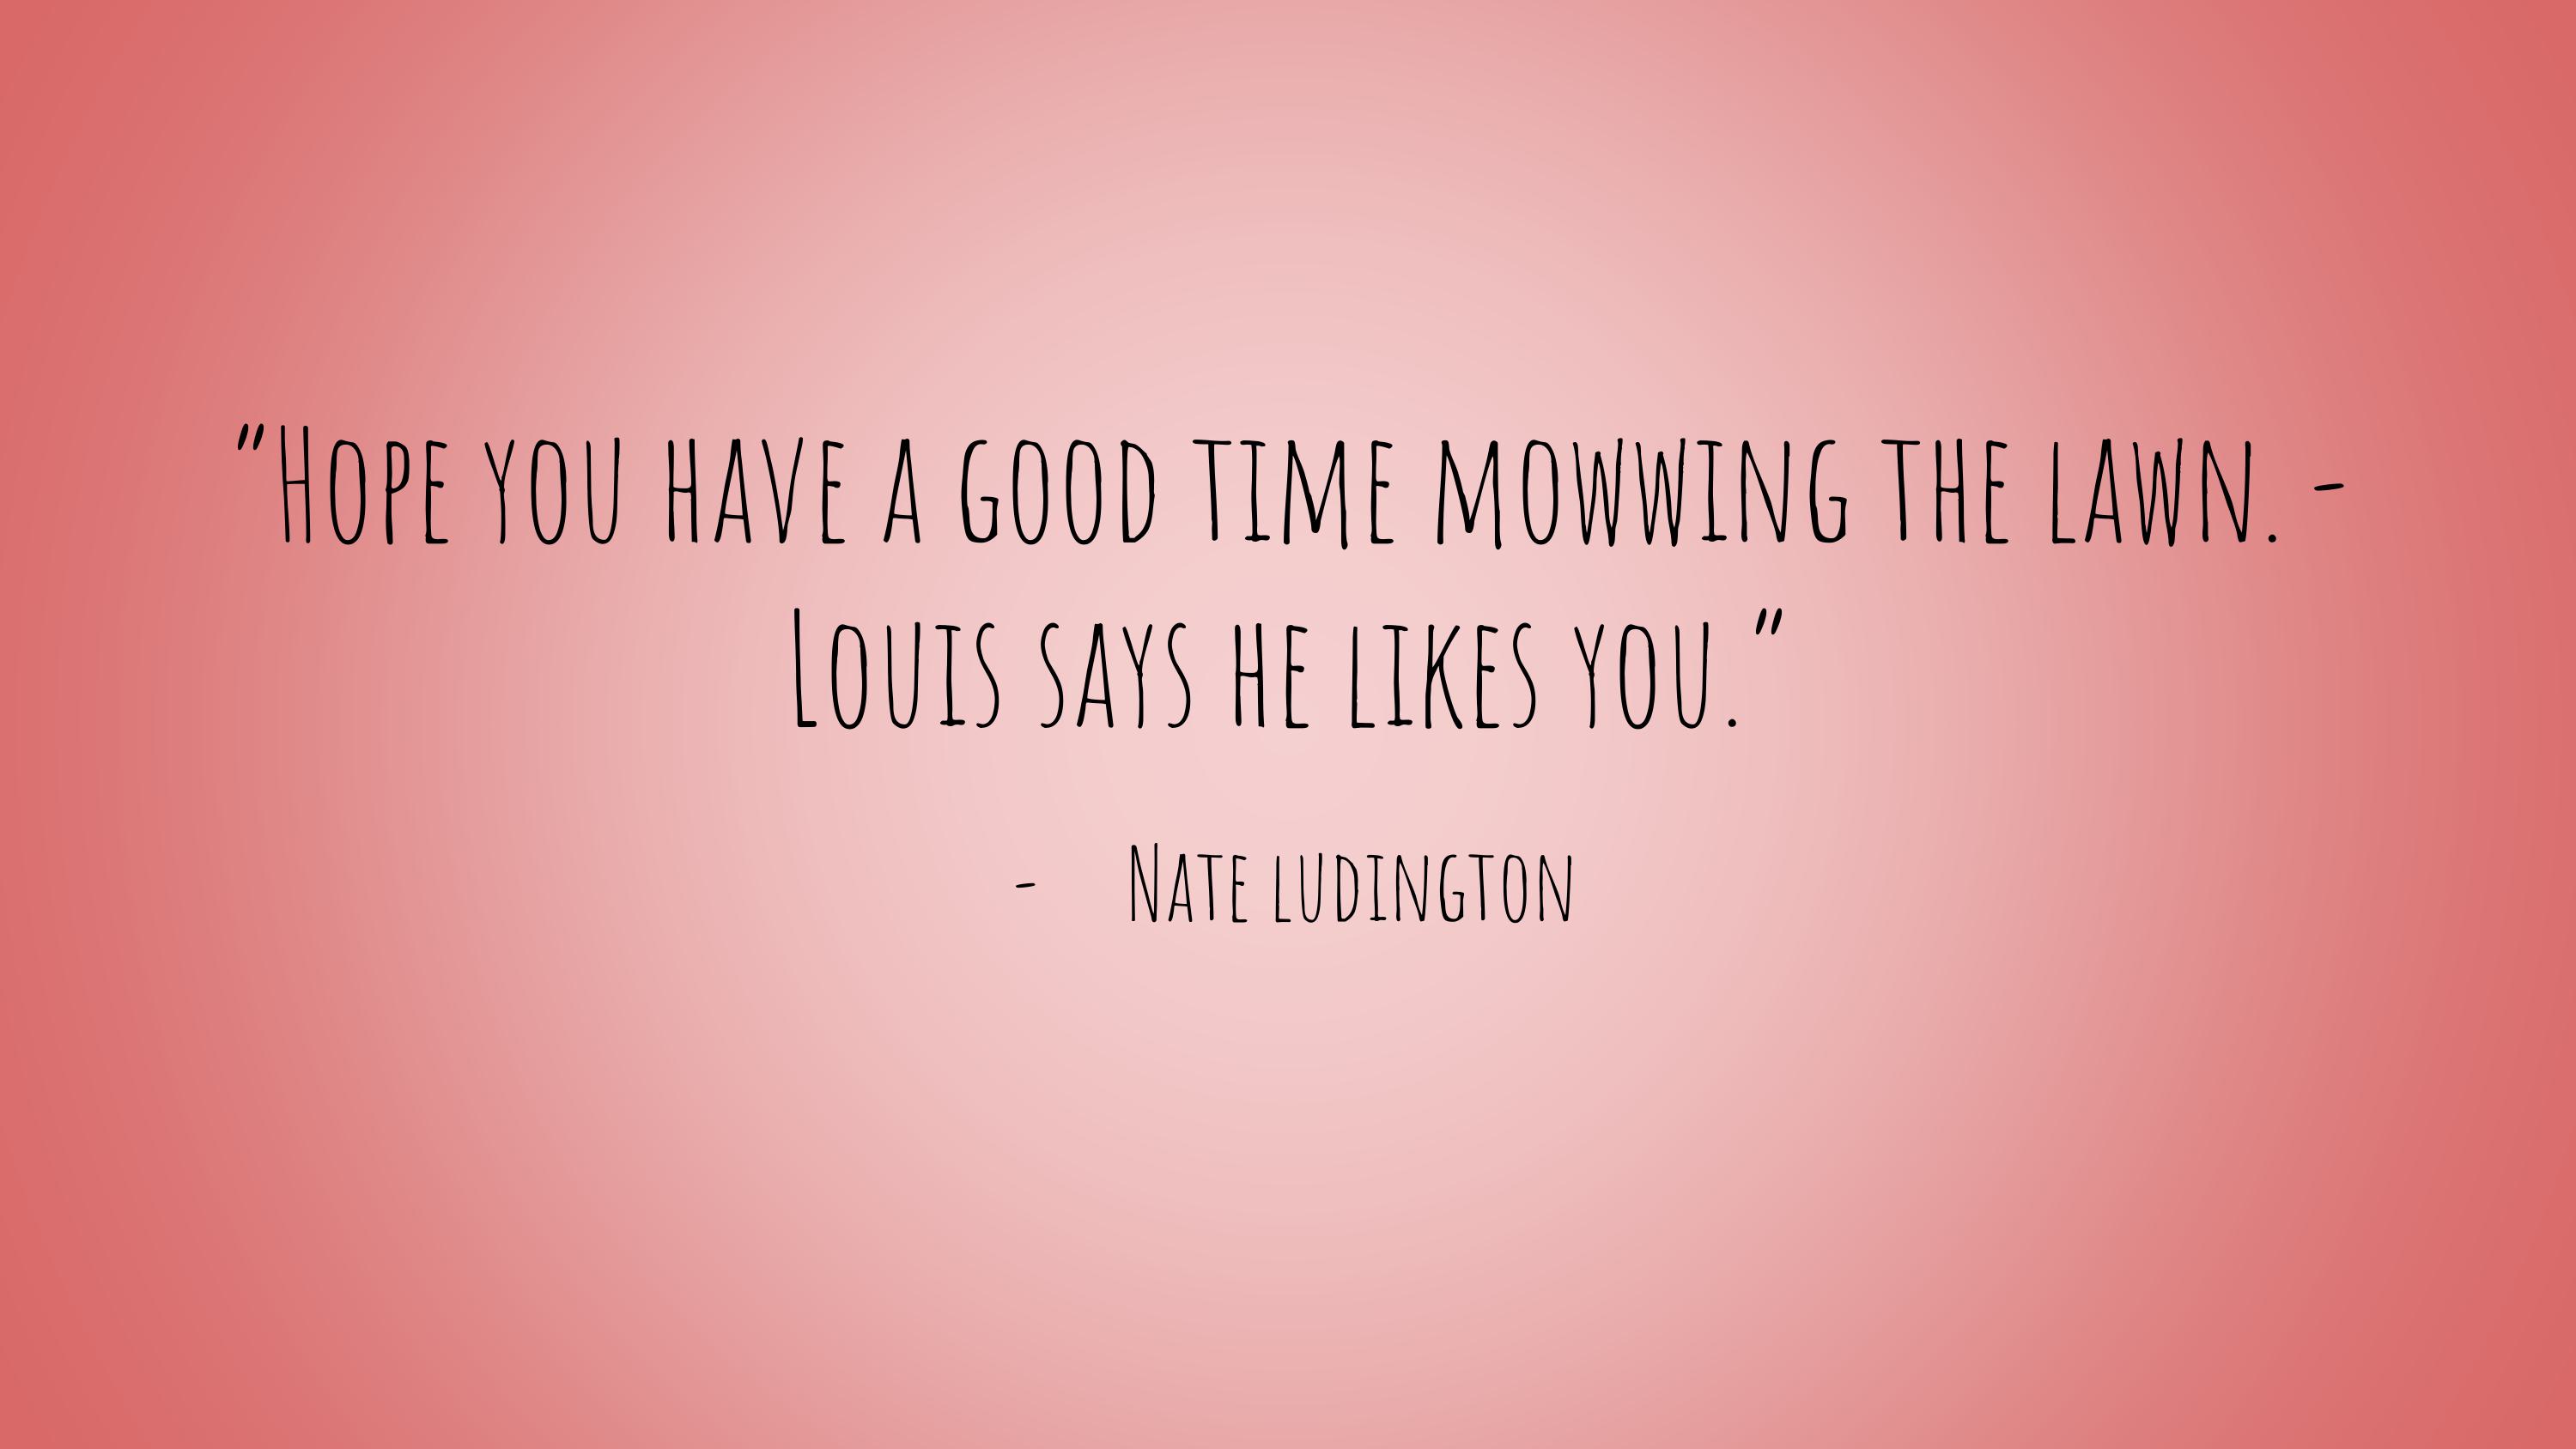 “Hope you have a good time mowwing the lawn. -
Louis says he likes you.”
- Nate ludington